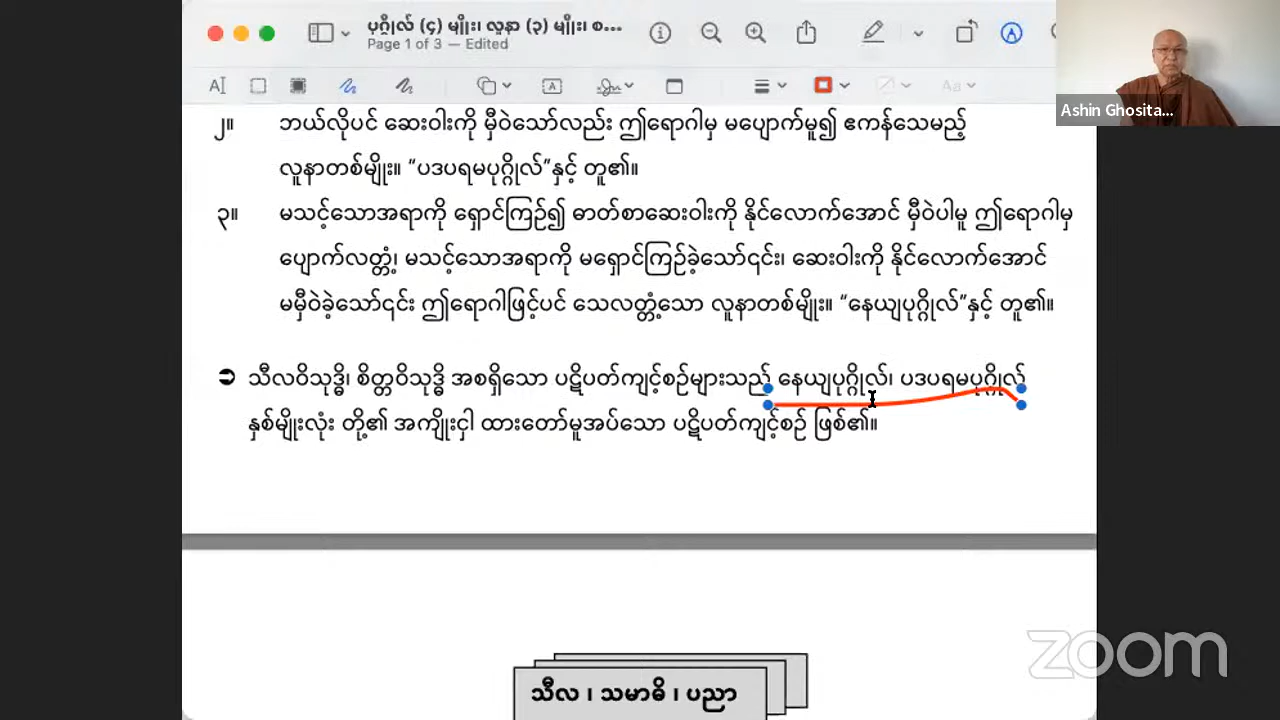 ပုဂ္ဂိုလ် (၄) မျိုး၊ လူနာ (၃) မျိုး၊ စ...
Page 1 of 3 — Edited
Ashin Ghosita...
၂။ ဘယ်လိုပင် ဆေးဝါးကို မှီဝဲသော်လည်း ဤရောဂါမှ မပျောက်မူ၍ ဧကန်သေမည့်
လူနာတစ်မျိုး။ “ပဒပရမပုဂ္ဂိုလ်”နှင့် တူ၏။
၃။ မသင့်သောအရာကို ရှောင်ကြဉ်၍ ဓာတ်စာဆေးဝါးကို နိုင်လောက်အောင် မှီဝဲပါမူ ဤရောဂါမှ
ပျောက်လတ္တံ့၊ မသင့်သောအရာကို မရှောင်ကြဉ်ခဲ့သော်၎င်း၊ ဆေးဝါးကို နိုင်လောက်အောင်
မမှီဝဲခဲ့သော်၎င်း ဤရောဂါဖြင့်ပင် သေလတ္တံ့သော လူနာတစ်မျိုး။ “နေယျပုဂ္ဂိုလ်”နှင့် တူ၏။
➲ သီလဝိသုဒ္ဓိ၊ စိတ္တဝိသုဒ္ဓိ အစရှိသော ပဋိပတ်ကျင့်စဉ်များသည် နေယျပုဂ္ဂိုလ်၊ ပဒပရမပုဂ္ဂိုလ်
နှစ်မျိုးလုံး တို့၏ အကျိုးငှါ ထားတော်မူအပ်သော ပဋိပတ်ကျင့်စဉ် ဖြစ်၏။
zoom
သီလ ၊ သမာဓိ ၊ ပညာ